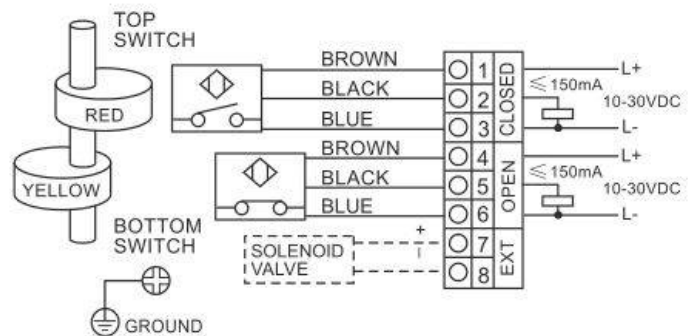 TOP
SWITCH
RED
YELLOW
BOTTOM
SWITCH
GROUND
BROWN
BLACK
BLUE
BROWN
BLACK
BLUE
SOLENOID
VALVE
+
1
2
3
4
5
6
7
8
CLOSED
OPEN
EXT
L+
≤150mA
10-30VDC
L-
L+
≤150mA
10-30VDC
L-